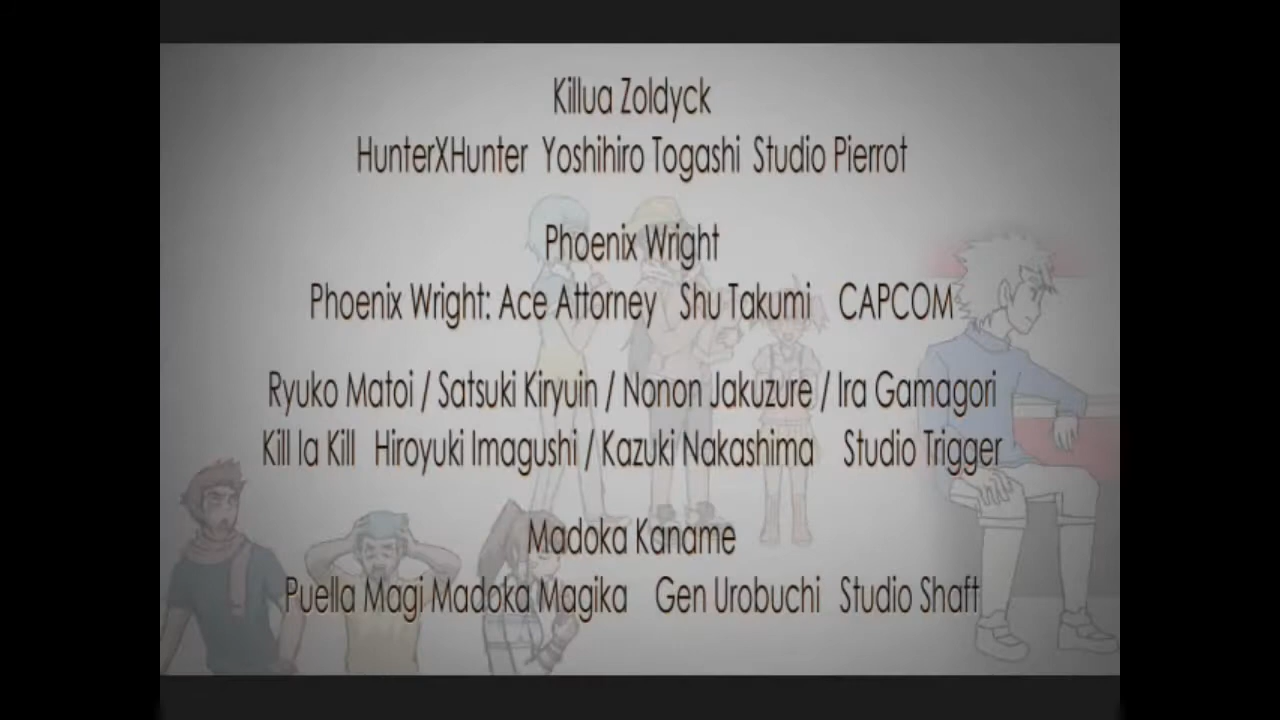 Killua Zoldyck
HunterXHunter Yoshihiro Togashi Studio Pierrot
Phoenix Wright
Phoenix Wright: Ace Attorney Shu Takumi CAPCOM
Ryuko Matoi / Satsuki Kiryuin / Nonon Jakuzure / Ira Gamagori
Kill la Kill Hiroyuki Imagushi / Kazuki Nakashima Studio Trigger
Madoka Kaname
Puella Magi Madoka Magika Gen Urobuchi Studio Shaft